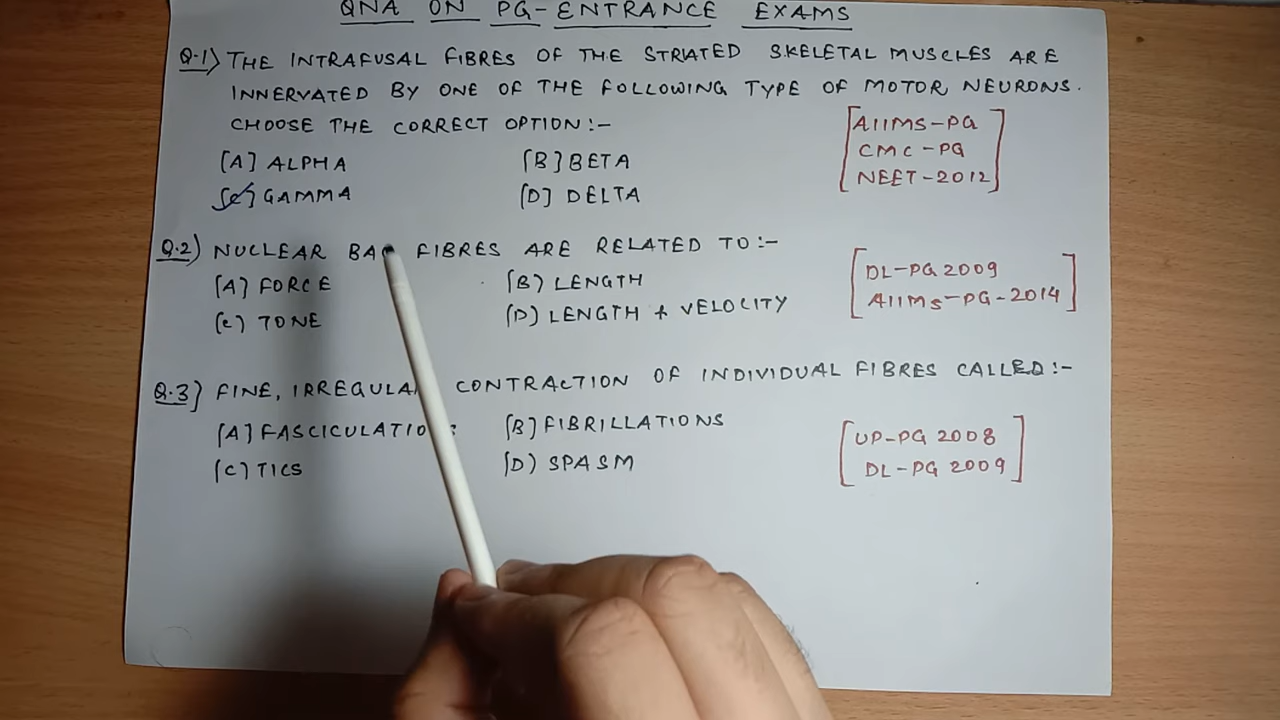 QNA ON PG-ENTRANCE EXAMS
Q.1) THE INTRAFUSAL FIBRES OF THE STRIATED SKELETAL MUSCLES ARE
INNERVATED BY ONE OF THE FOLLOWING TYPE OF MOTOR NEURONS.
CHOOSE THE CORRECT OPTION:-
[A] ALPHA [B] BETA
[C] GAMMA [D] DELTA
[AIIMS-PG
CMC-PG
NEET-2012]
Q.2) NUCLEAR BAG FIBRES ARE RELATED TO:-
[A] FORCE [B] LENGTH
[C] TONE [D] LENGTH + VELOCITY
[DL-PG 2009
AIIMS-PG-2014]
Q.3) FINE, IRREGULAR CONTRACTION OF INDIVIDUAL FIBRES CALLED:-
[A] FASCICULATIONS [B] FIBRILLATIONS
[C] TICS [D] SPASM
[UP-PG 2008
DL-PG 2009]